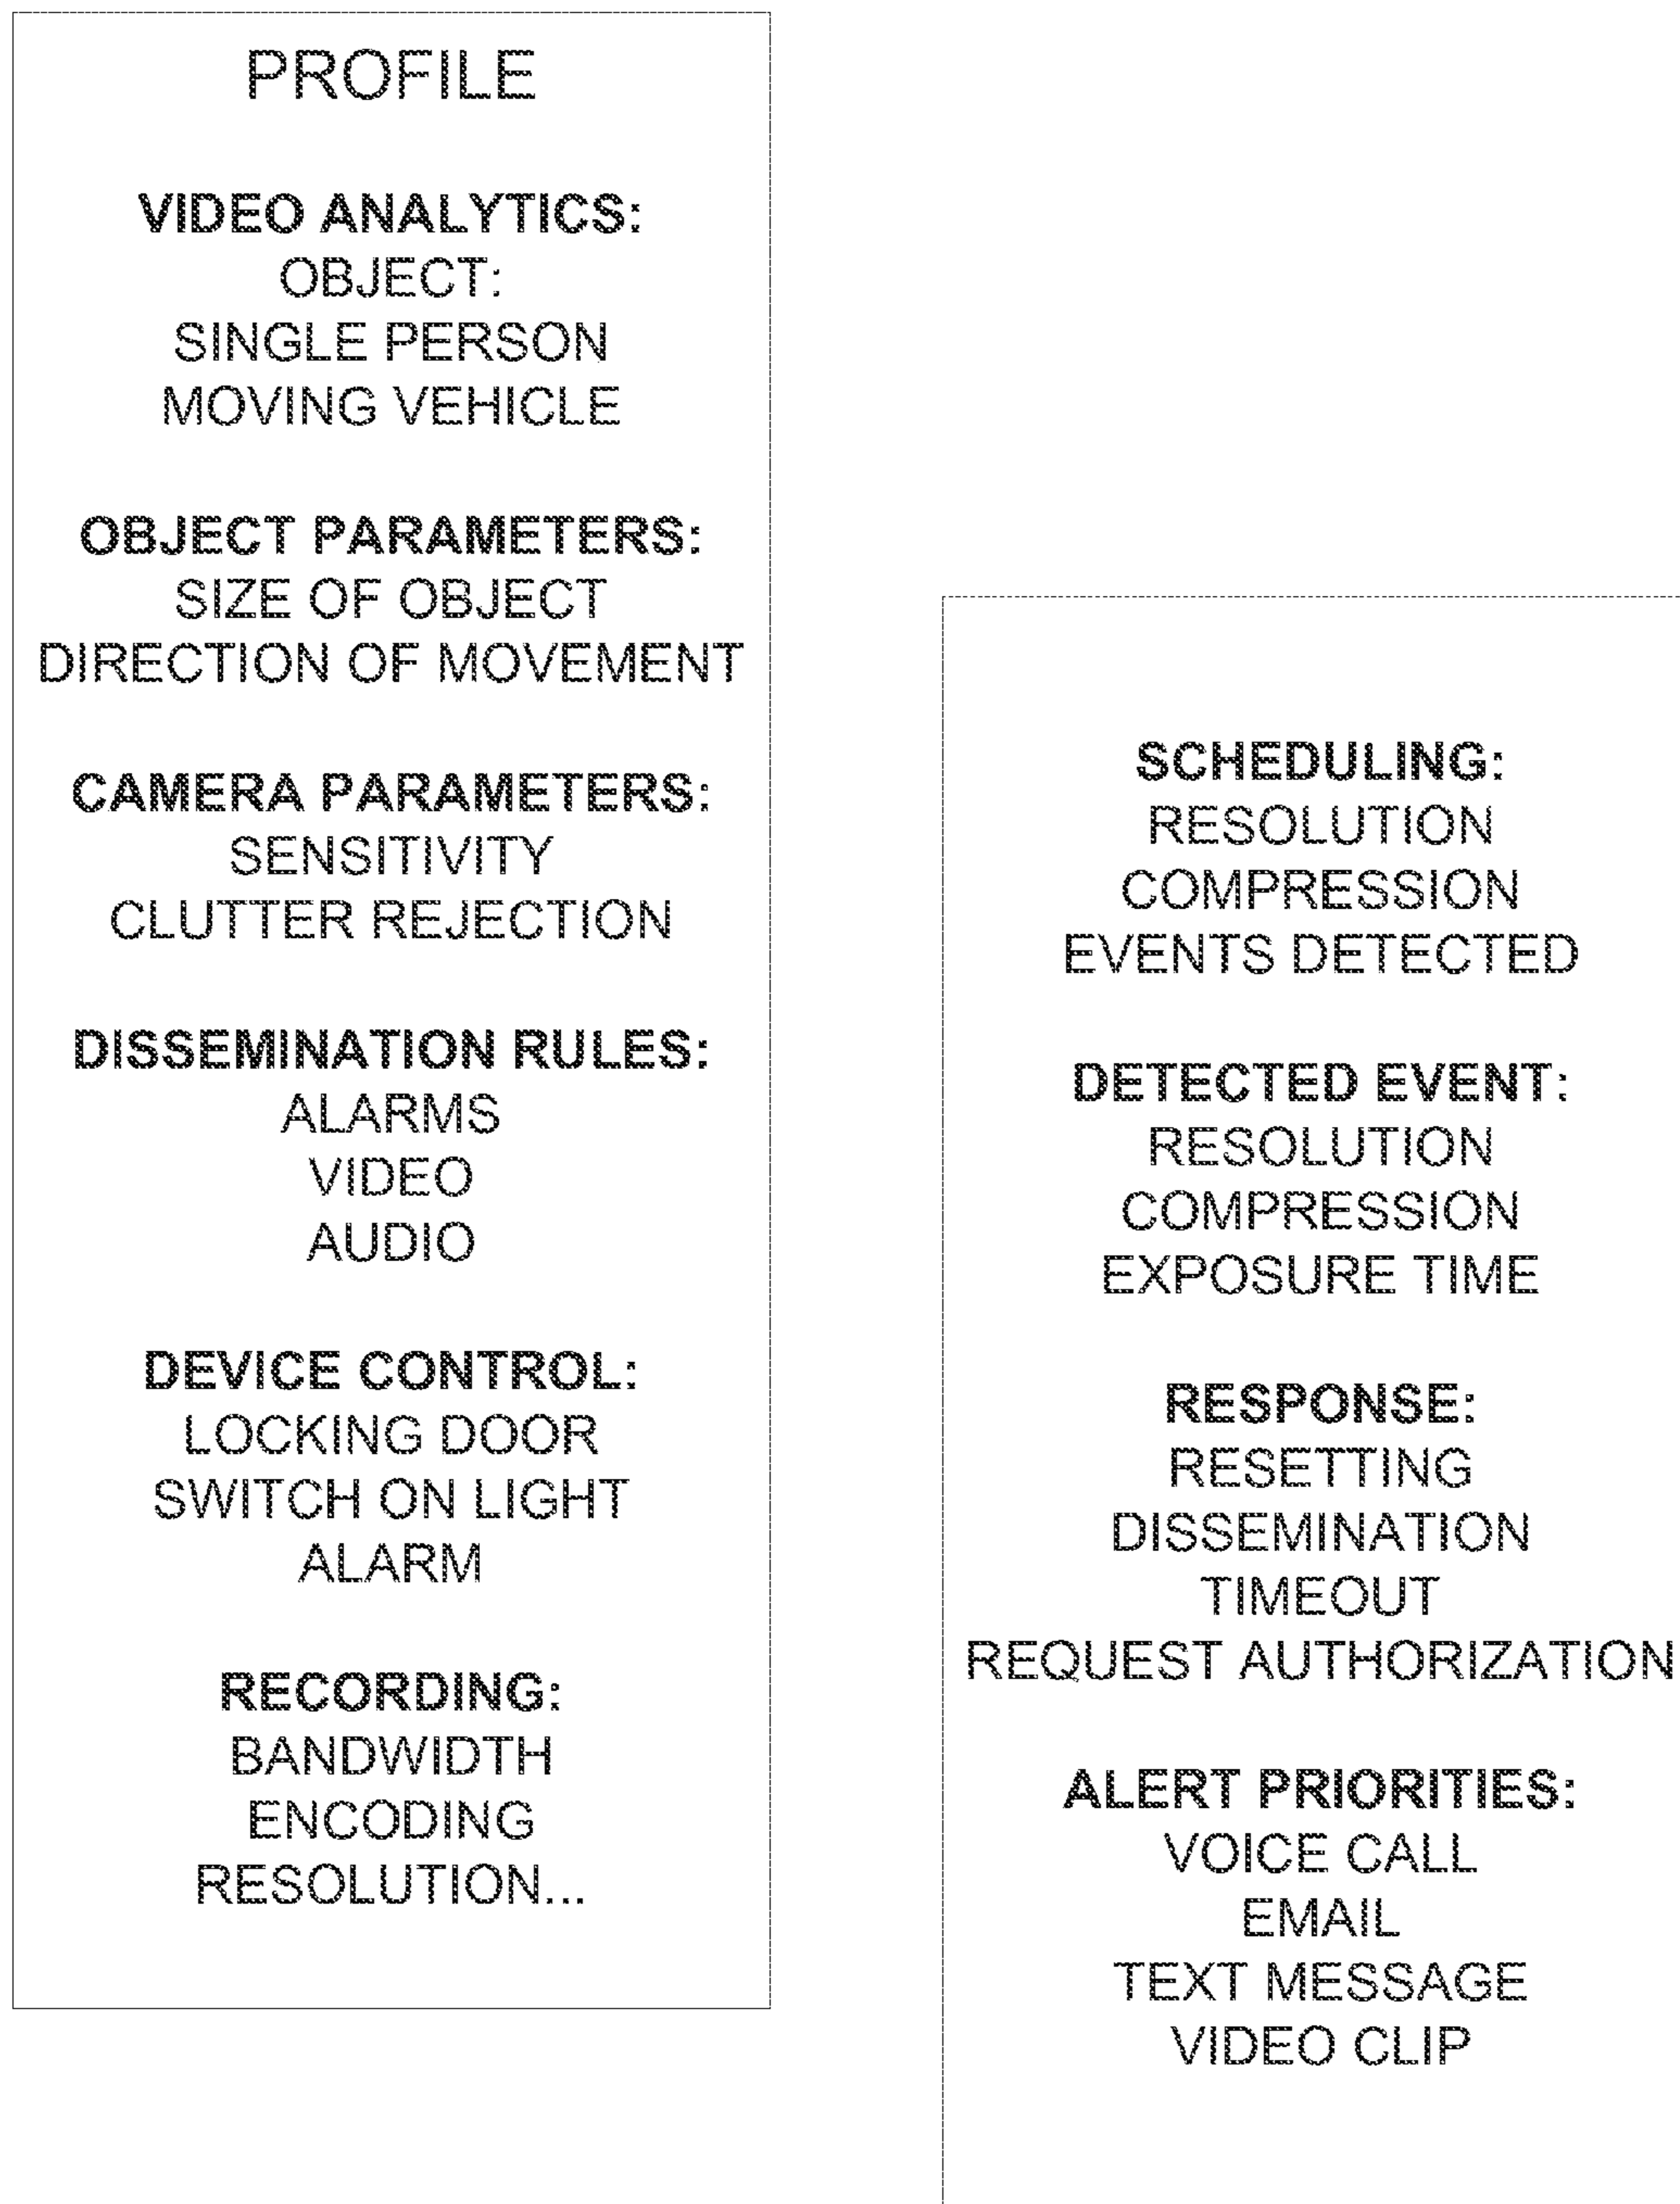 PROFILE
VIDEO ANALYTICS:
OBJECT:
SINGLE PERSON
MOVING VEHICLE
OBJECT PARAMETERS:
SIZE OF OBJECT
DIRECTION OF MOVEMENT
CAMERA PARAMETERS:
SENSITIVITY
CLUTTER REJECTION
DISSEMINATION RULES:
ALARMS
VIDEO
AUDIO
DEVICE CONTROL:
LOCKING DOOR
SWITCH ON LIGHT
ALARM
RECORDING:
BANDWIDTH
ENCODING
RESOLUTION...
SCHEDULING:
RESOLUTION
COMPRESSION
EVENTS DETECTED
DETECTED EVENT:
RESOLUTION
COMPRESSION
EXPOSURE TIME
RESPONSE:
RESETTING
DISSEMINATION
TIMEOUT
REQUEST AUTHORIZATION
ALERT PRIORITIES:
VOICE CALL
EMAIL
TEXT MESSAGE
VIDEO CLIP